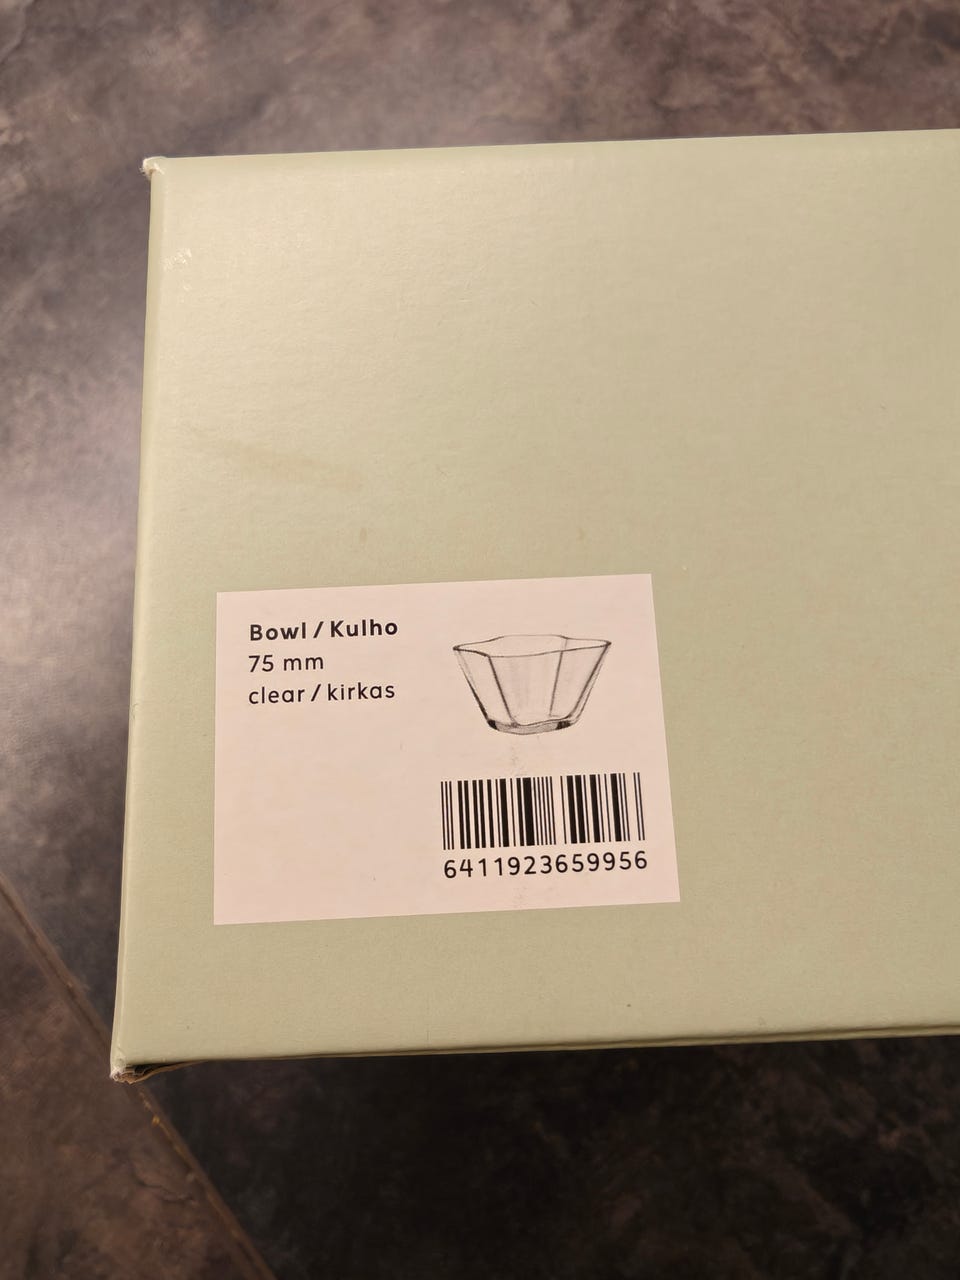 Bowl / Kulho
75 mm
clear / kirkas
6411923659956